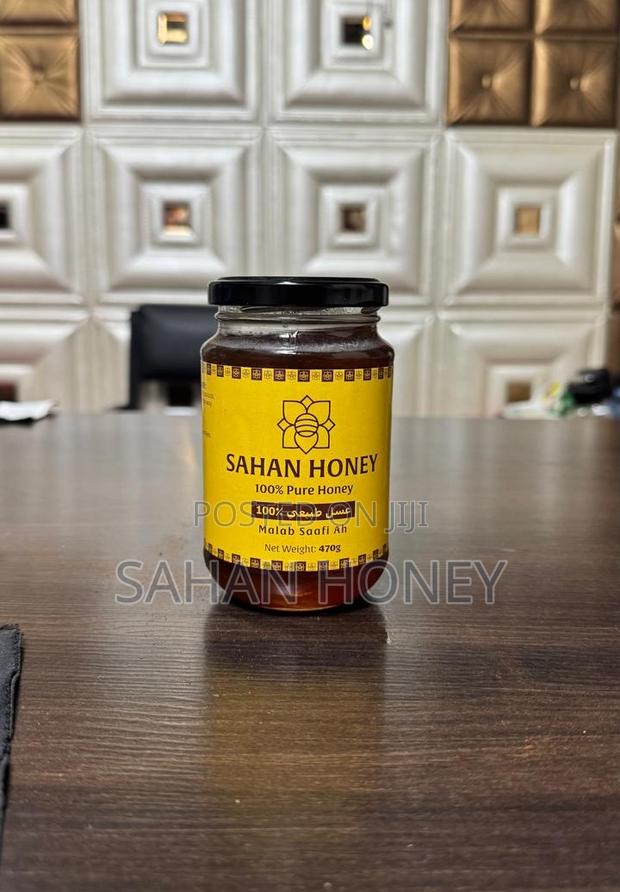 SAHAN HONEY
100% Pure Honey
عسل طبيعي 100%
Malab Saafi Ah
Net Weight: 470g
POSTED ON JIJI
SAHAN HONEY